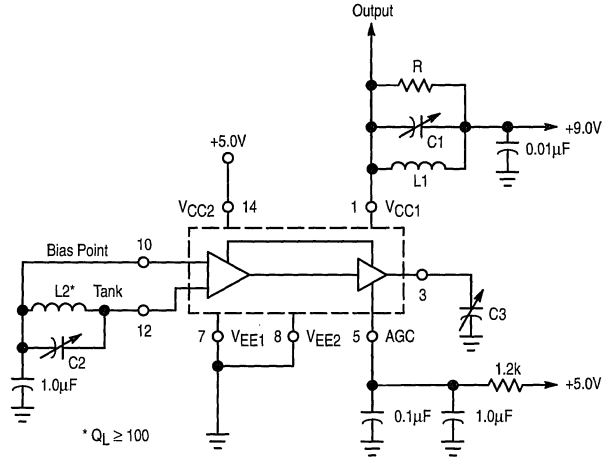 Output
R
C1
+9.0V
0.01µF
L1
+5.0V
VCC2
14
1
VCC1
Bias Point
10
L2*
Tank
12
3
C3
C2
7
VEE1
8
VEE2
5
AGC
1.0µF
1.2k
+5.0V
0.1µF
1.0µF
* QL ≥ 100